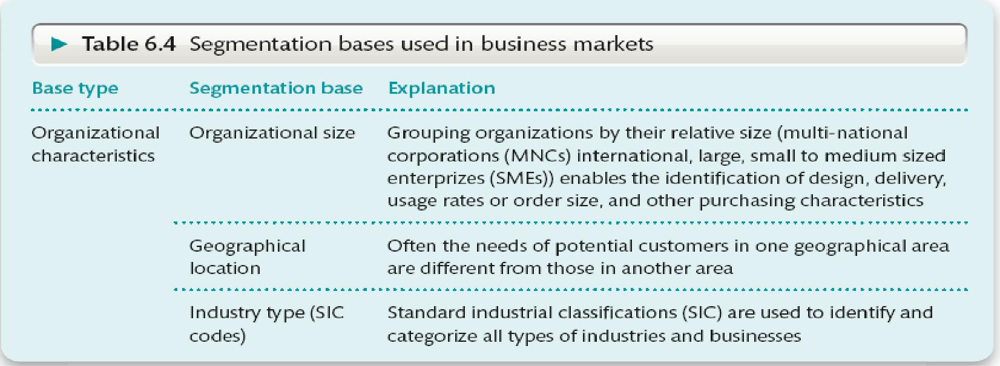 Table 6.4 Segmentation bases used in business markets
Base type Segmentation base Explanation
Organizational characteristics
Organizational size
Grouping organizations by their relative size (multi-national
corporations (MNCs) international, large, small to medium sized
enterprizes (SMEs)) enables the identification of design, delivery,
usage rates or order size, and other purchasing characteristics
Geographical
location
Often the needs of potential customers in one geographical area
are different from those in another area
Industry type (SIC
codes)
Standard industrial classifications (SIC) are used to identify and
categorize all types of industries and businesses